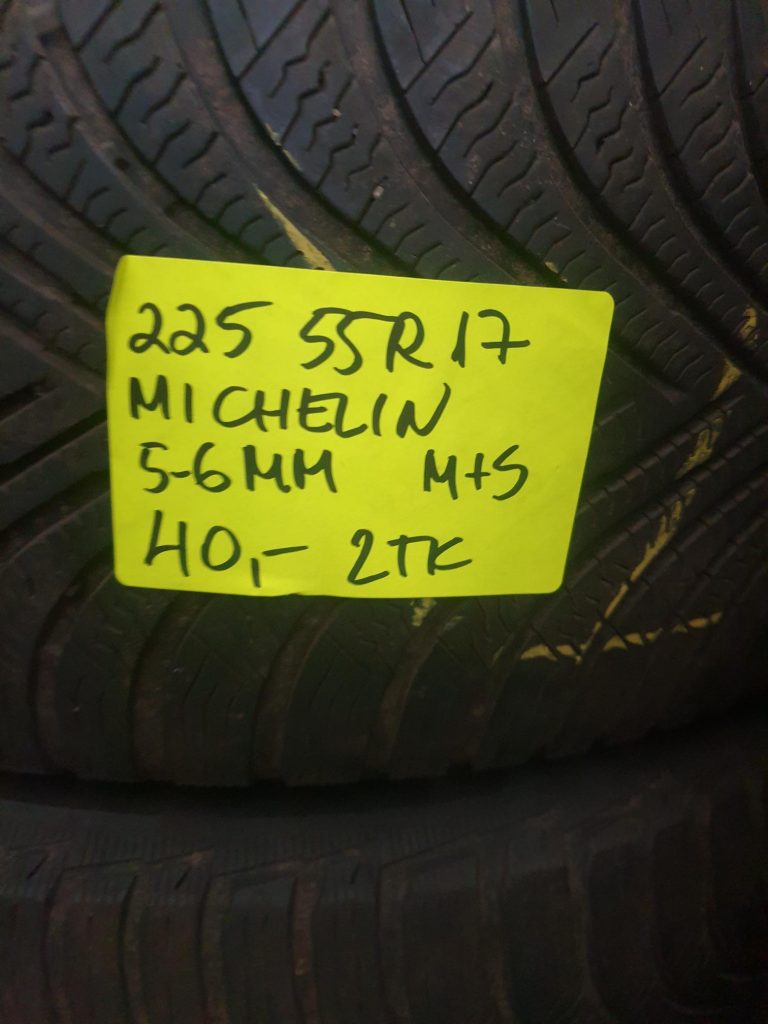 225 55R17
MICHELIN
5-6MM M+S
40,- 2TK